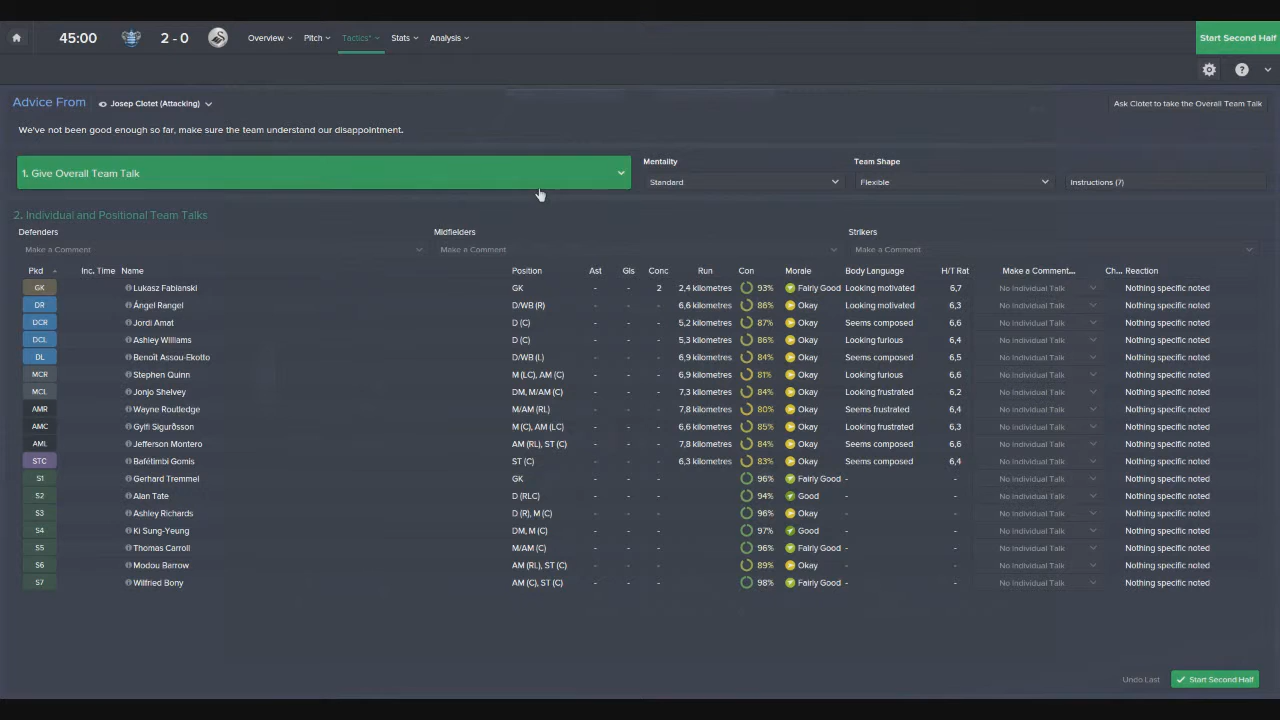 45:00 2 - 0 Overview Pitch Tactics* Stats Analysis Start Second Half
Advice From Josep Clotet (Attacking) Ask Clotet to take the Overall Team Talk
We've not been good enough so far, make sure the team understand our disappointment.
1. Give Overall Team Talk Mentality Team Shape
Standard Flexible Instructions (7)
2. Individual and Positional Team Talks
Defenders Midfielders Strikers
Make a Comment Make a Comment Make a Comment
Pkd Inc. Time Name Position Ast Gls Conc Run Con Morale Body Language H/T Rat Make a Comment... Ch... Reaction
GK Lukasz Fabianski GK - - 2 2,4 kilometres 93% Fairly Good Looking motivated 6,7 No Individual Talk Nothing specific noted
DR Ángel Rangel D/WB (R) - - - 6,6 kilometres 86% Okay Looking motivated 6,3 No Individual Talk Nothing specific noted
DCR Jordi Amat D (C) - - - 5,2 kilometres 87% Okay Seems composed 6,6 No Individual Talk Nothing specific noted
DCL Ashley Williams D (C) - - - 5,3 kilometres 86% Okay Looking furious 6,4 No Individual Talk Nothing specific noted
DL Benoît Assou-Ekotto D/WB (L) - - - 6,9 kilometres 84% Okay Seems composed 6,5 No Individual Talk Nothing specific noted
MCR Stephen Quinn M (LC), AM (C) - - - 6,9 kilometres 81% Okay Looking furious 6,6 No Individual Talk Nothing specific noted
MCL Jonjo Shelvey DM, M/AM (C) - - - 7,3 kilometres 84% Okay Looking frustrated 6,2 No Individual Talk Nothing specific noted
AMR Wayne Routledge M/AM (RL) - - - 7,8 kilometres 80% Okay Seems frustrated 6,4 No Individual Talk Nothing specific noted
AMC Gylfi Sigurðsson M (C), AM (LC) - - - 6,6 kilometres 85% Okay Looking frustrated 6,3 No Individual Talk Nothing specific noted
AML Jefferson Montero AM (RL), ST (C) - - - 7,8 kilometres 84% Okay Seems composed 6,6 No Individual Talk Nothing specific noted
STC Bafétimbi Gomis ST (C) - - - 6,3 kilometres 83% Okay Seems composed 6,4 No Individual Talk Nothing specific noted
S1 Gerhard Tremmel GK 96% Fairly Good - - No Individual Talk Nothing specific noted
S2 Alan Tate D (RLC) 94% Good - - No Individual Talk Nothing specific noted
S3 Ashley Richards D (R), M (C) 96% Okay - - No Individual Talk Nothing specific noted
S4 Ki Sung-Yeung DM, M (C) 97% Good - - No Individual Talk Nothing specific noted
S5 Thomas Carroll M/AM (C) 96% Fairly Good - - No Individual Talk Nothing specific noted
S6 Modou Barrow AM (RL), ST (C) 89% Okay - - No Individual Talk Nothing specific noted
S7 Wilfried Bony AM (C), ST (C) 98% Fairly Good - - No Individual Talk Nothing specific noted
Undo Last Start Second Half